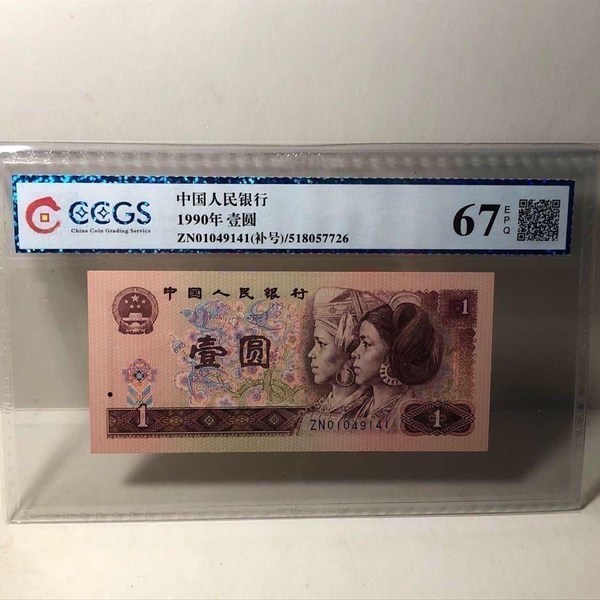 CCGS
China Coin Grading Service
中国人民银行
1990年 壹圆
ZN01049141(补号)/518057726
67
EPQ
中国人民银行
1
壹圆
1
1
ZN01049141